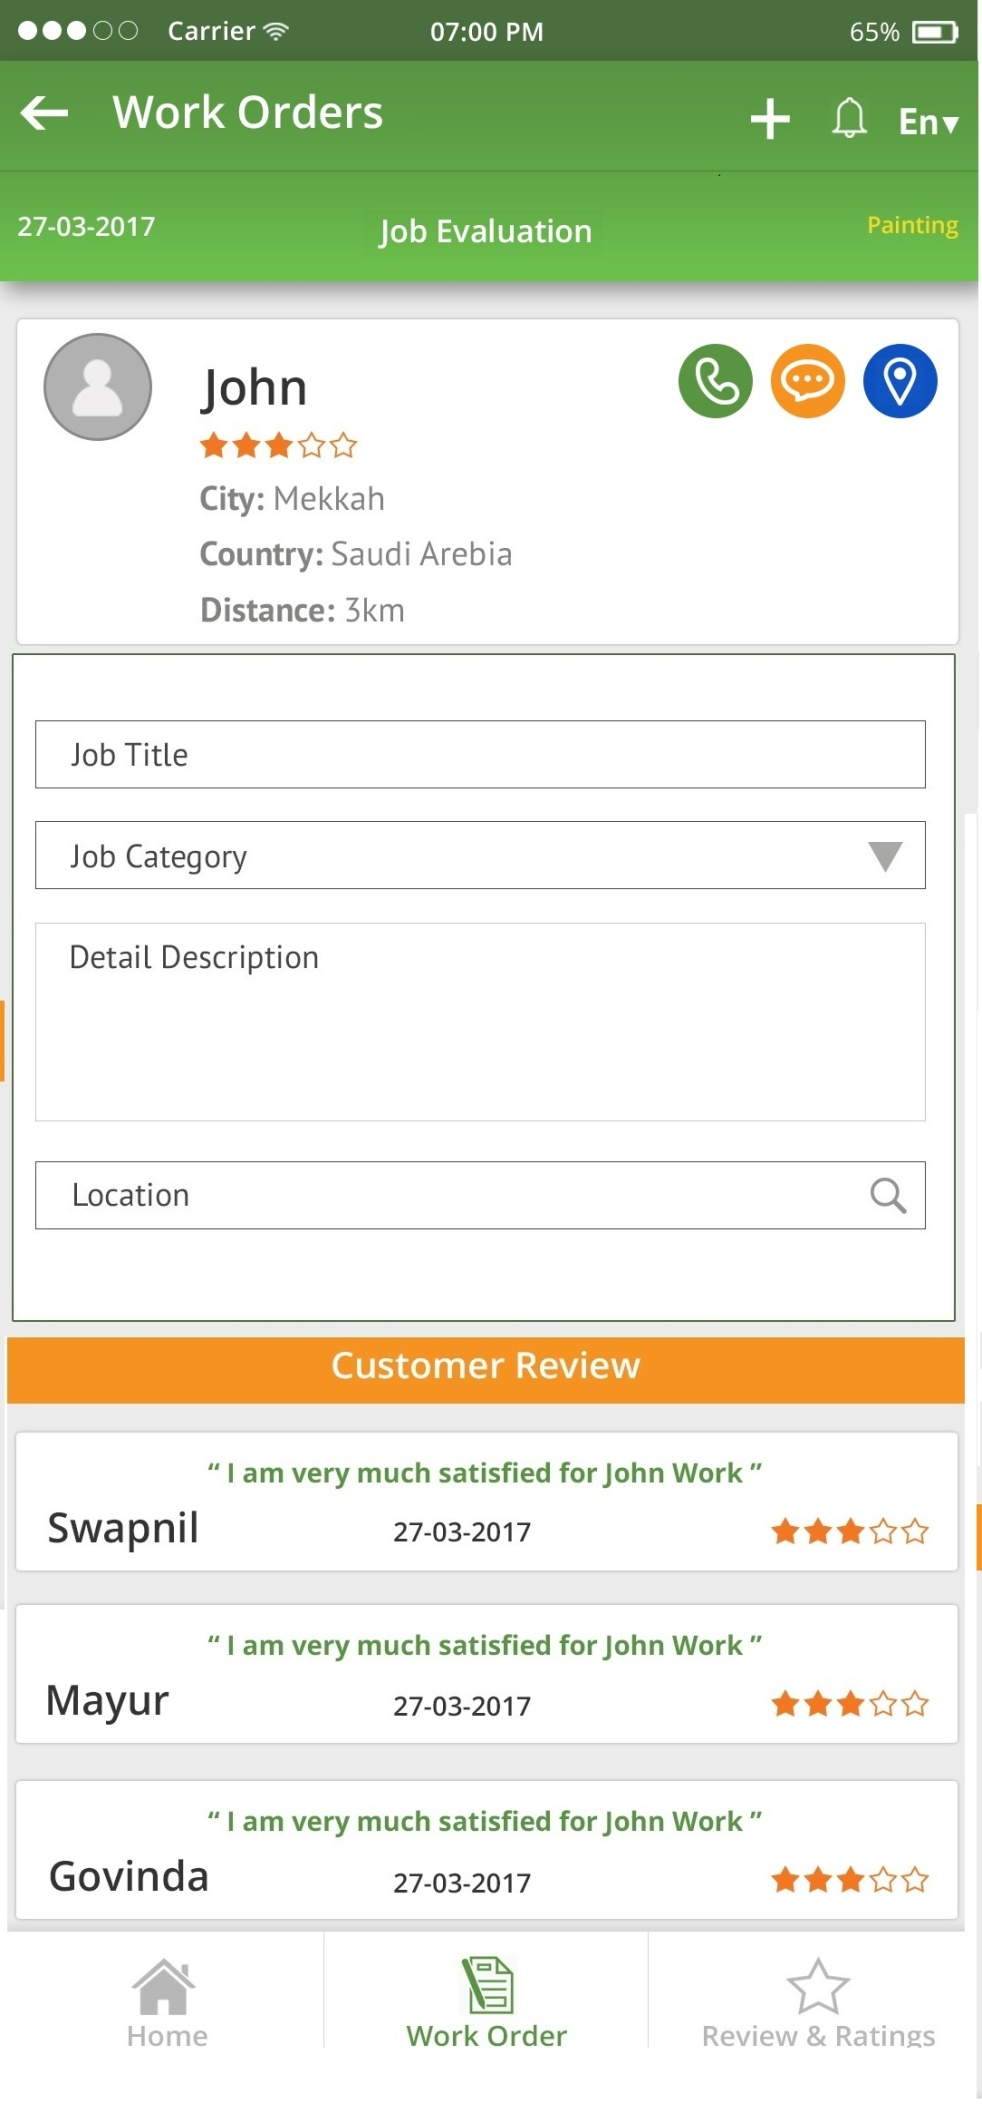 Carrier 07:00 PM 65%
Work Orders En▾
27-03-2017 Job Evaluation Painting
John
City: Mekkah
Country: Saudi Arebia
Distance: 3km
Job Title
Job Category
Detail Description
Location
Customer Review
“ I am very much satisfied for John Work ”
Swapnil 27-03-2017
“ I am very much satisfied for John Work ”
Mayur 27-03-2017
“ I am very much satisfied for John Work ”
Govinda 27-03-2017
Home Work Order Review & Ratings